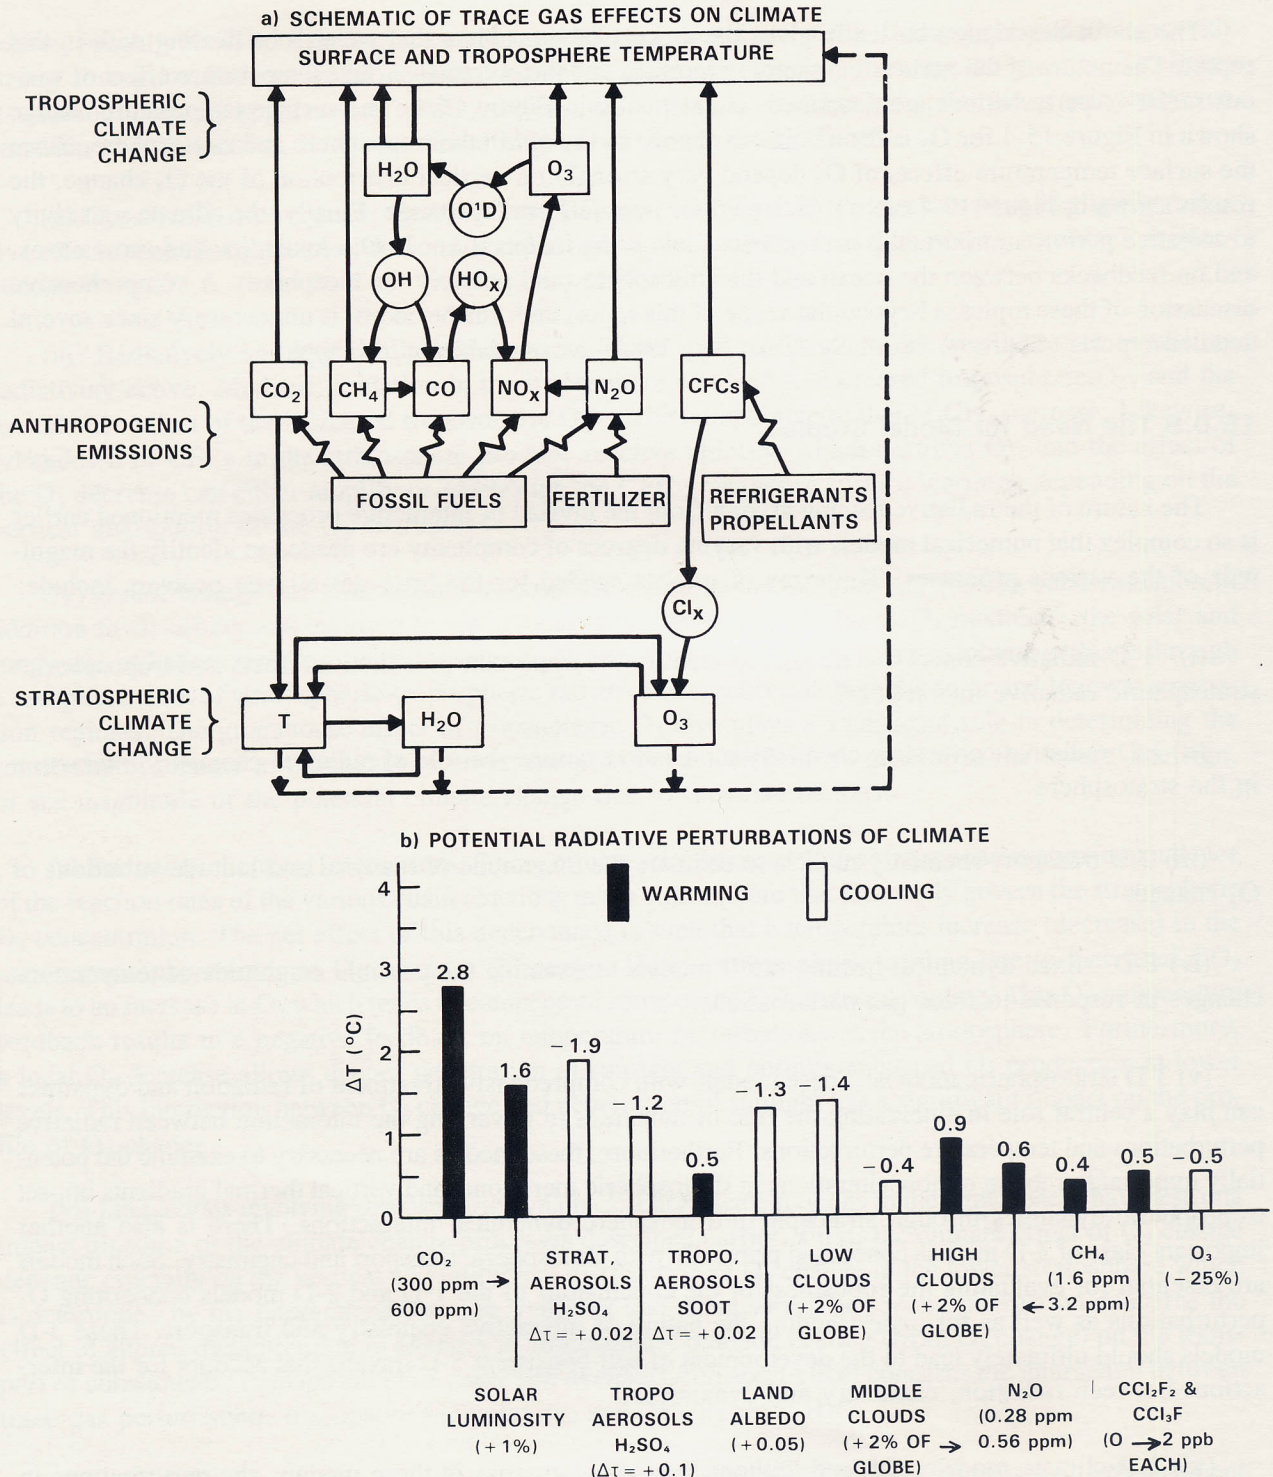 a) SCHEMATIC OF TRACE GAS EFFECTS ON CLIMATE
SURFACE AND TROPOSPHERE TEMPERATURE
TROPOSPHERIC
CLIMATE
CHANGE
H₂O
O¹D
O₃
OH
HOₓ
CO₂
CH₄
CO
NOₓ
N₂O
CFCs
ANTHROPOGENIC
EMISSIONS
FOSSIL FUELS
FERTILIZER
REFRIGERANTS
PROPELLANTS
Clₓ
STRATOSPHERIC
CLIMATE
CHANGE
T
H₂O
O₃
b) POTENTIAL RADIATIVE PERTURBATIONS OF CLIMATE
WARMING
COOLING
ΔT (°C)
4
3
2
1
0
2.8
1.6
−1.9
−1.2
0.5
−1.3
−1.4
−0.4
0.9
0.6
0.4
0.5
−0.5
CO₂
(300 ppm →
600 ppm)
SOLAR
LUMINOSITY
(+1%)
STRAT,
AEROSOLS
H₂SO₄
Δτ = +0.02
TROPO
AEROSOLS
H₂SO₄
(Δτ = +0.1)
TROPO,
AEROSOLS
SOOT
Δτ = +0.02
LAND
ALBEDO
(+0.05)
LOW
CLOUDS
(+2% OF
GLOBE)
MIDDLE
CLOUDS
(+2% OF
GLOBE)
HIGH
CLOUDS
(+2% OF
GLOBE)
N₂O
(0.28 ppm
→ 0.56 ppm)
CH₄
(1.6 ppm
← 3.2 ppm)
CCl₂F₂ &
CCl₃F
(O → 2 ppb
EACH)
O₃
(−25%)